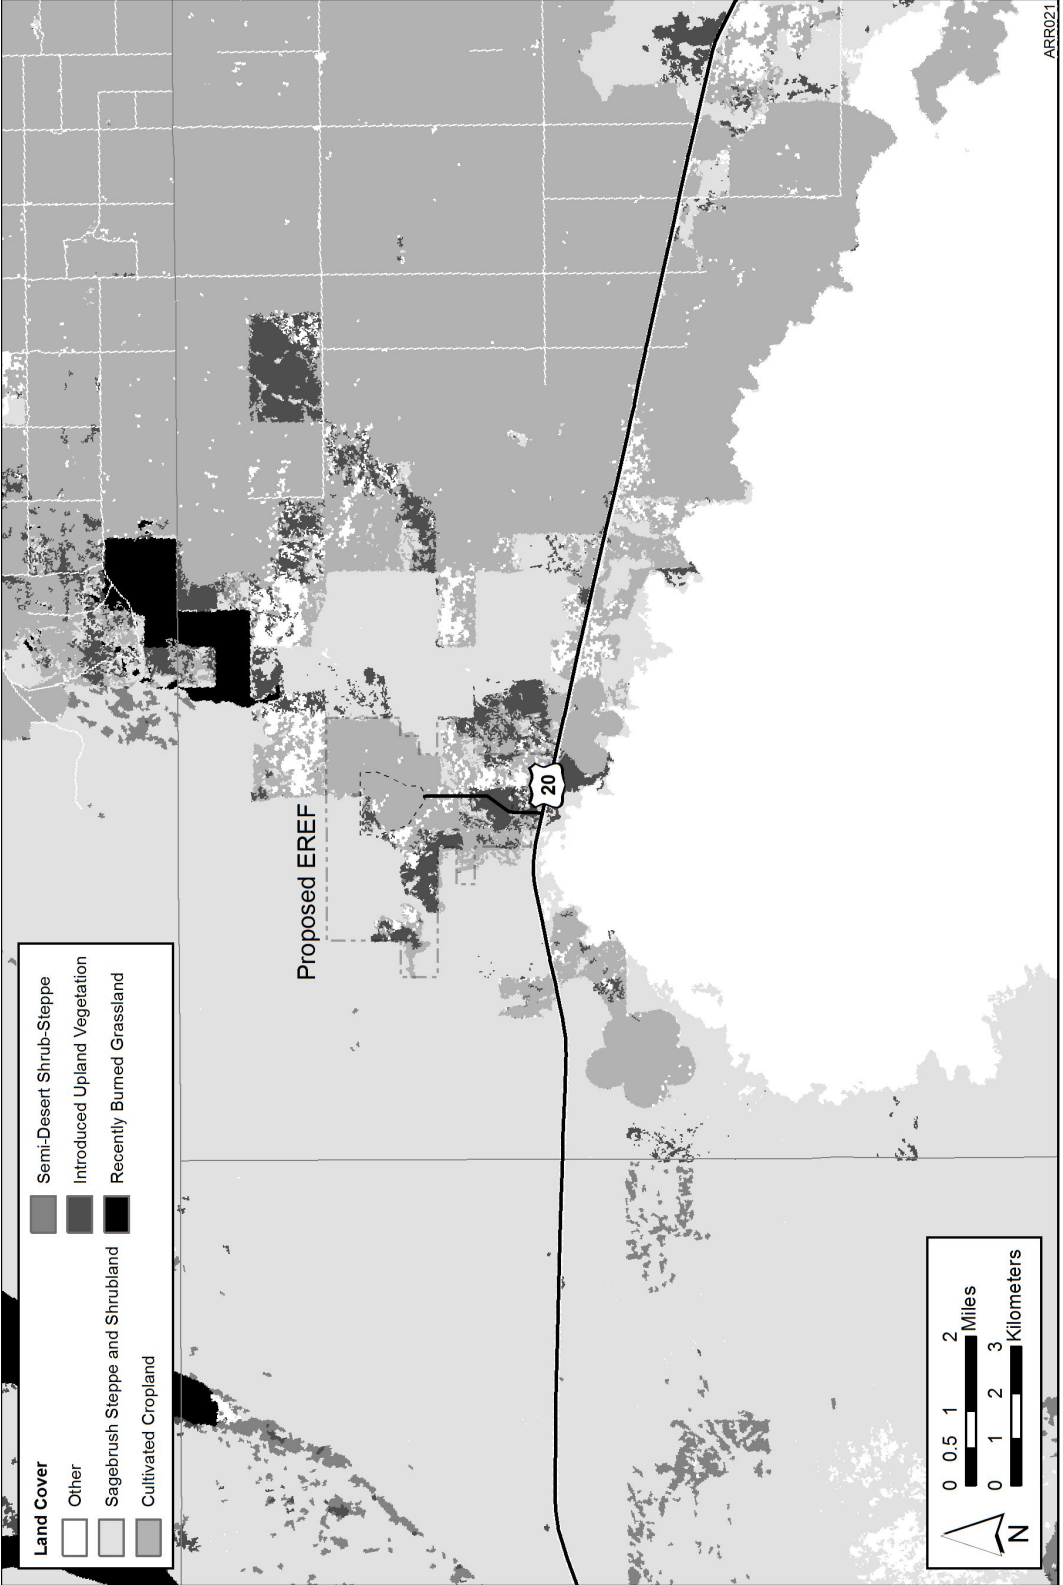 Land Cover
Other
Sagebrush Steppe and Shrubland
Cultivated Cropland
Semi-Desert Shrub-Steppe
Introduced Upland Vegetation
Recently Burned Grassland
Proposed EREF
20
0 0.5 1 2
Miles
0 1 2 3
Kilometers
N
ARR021